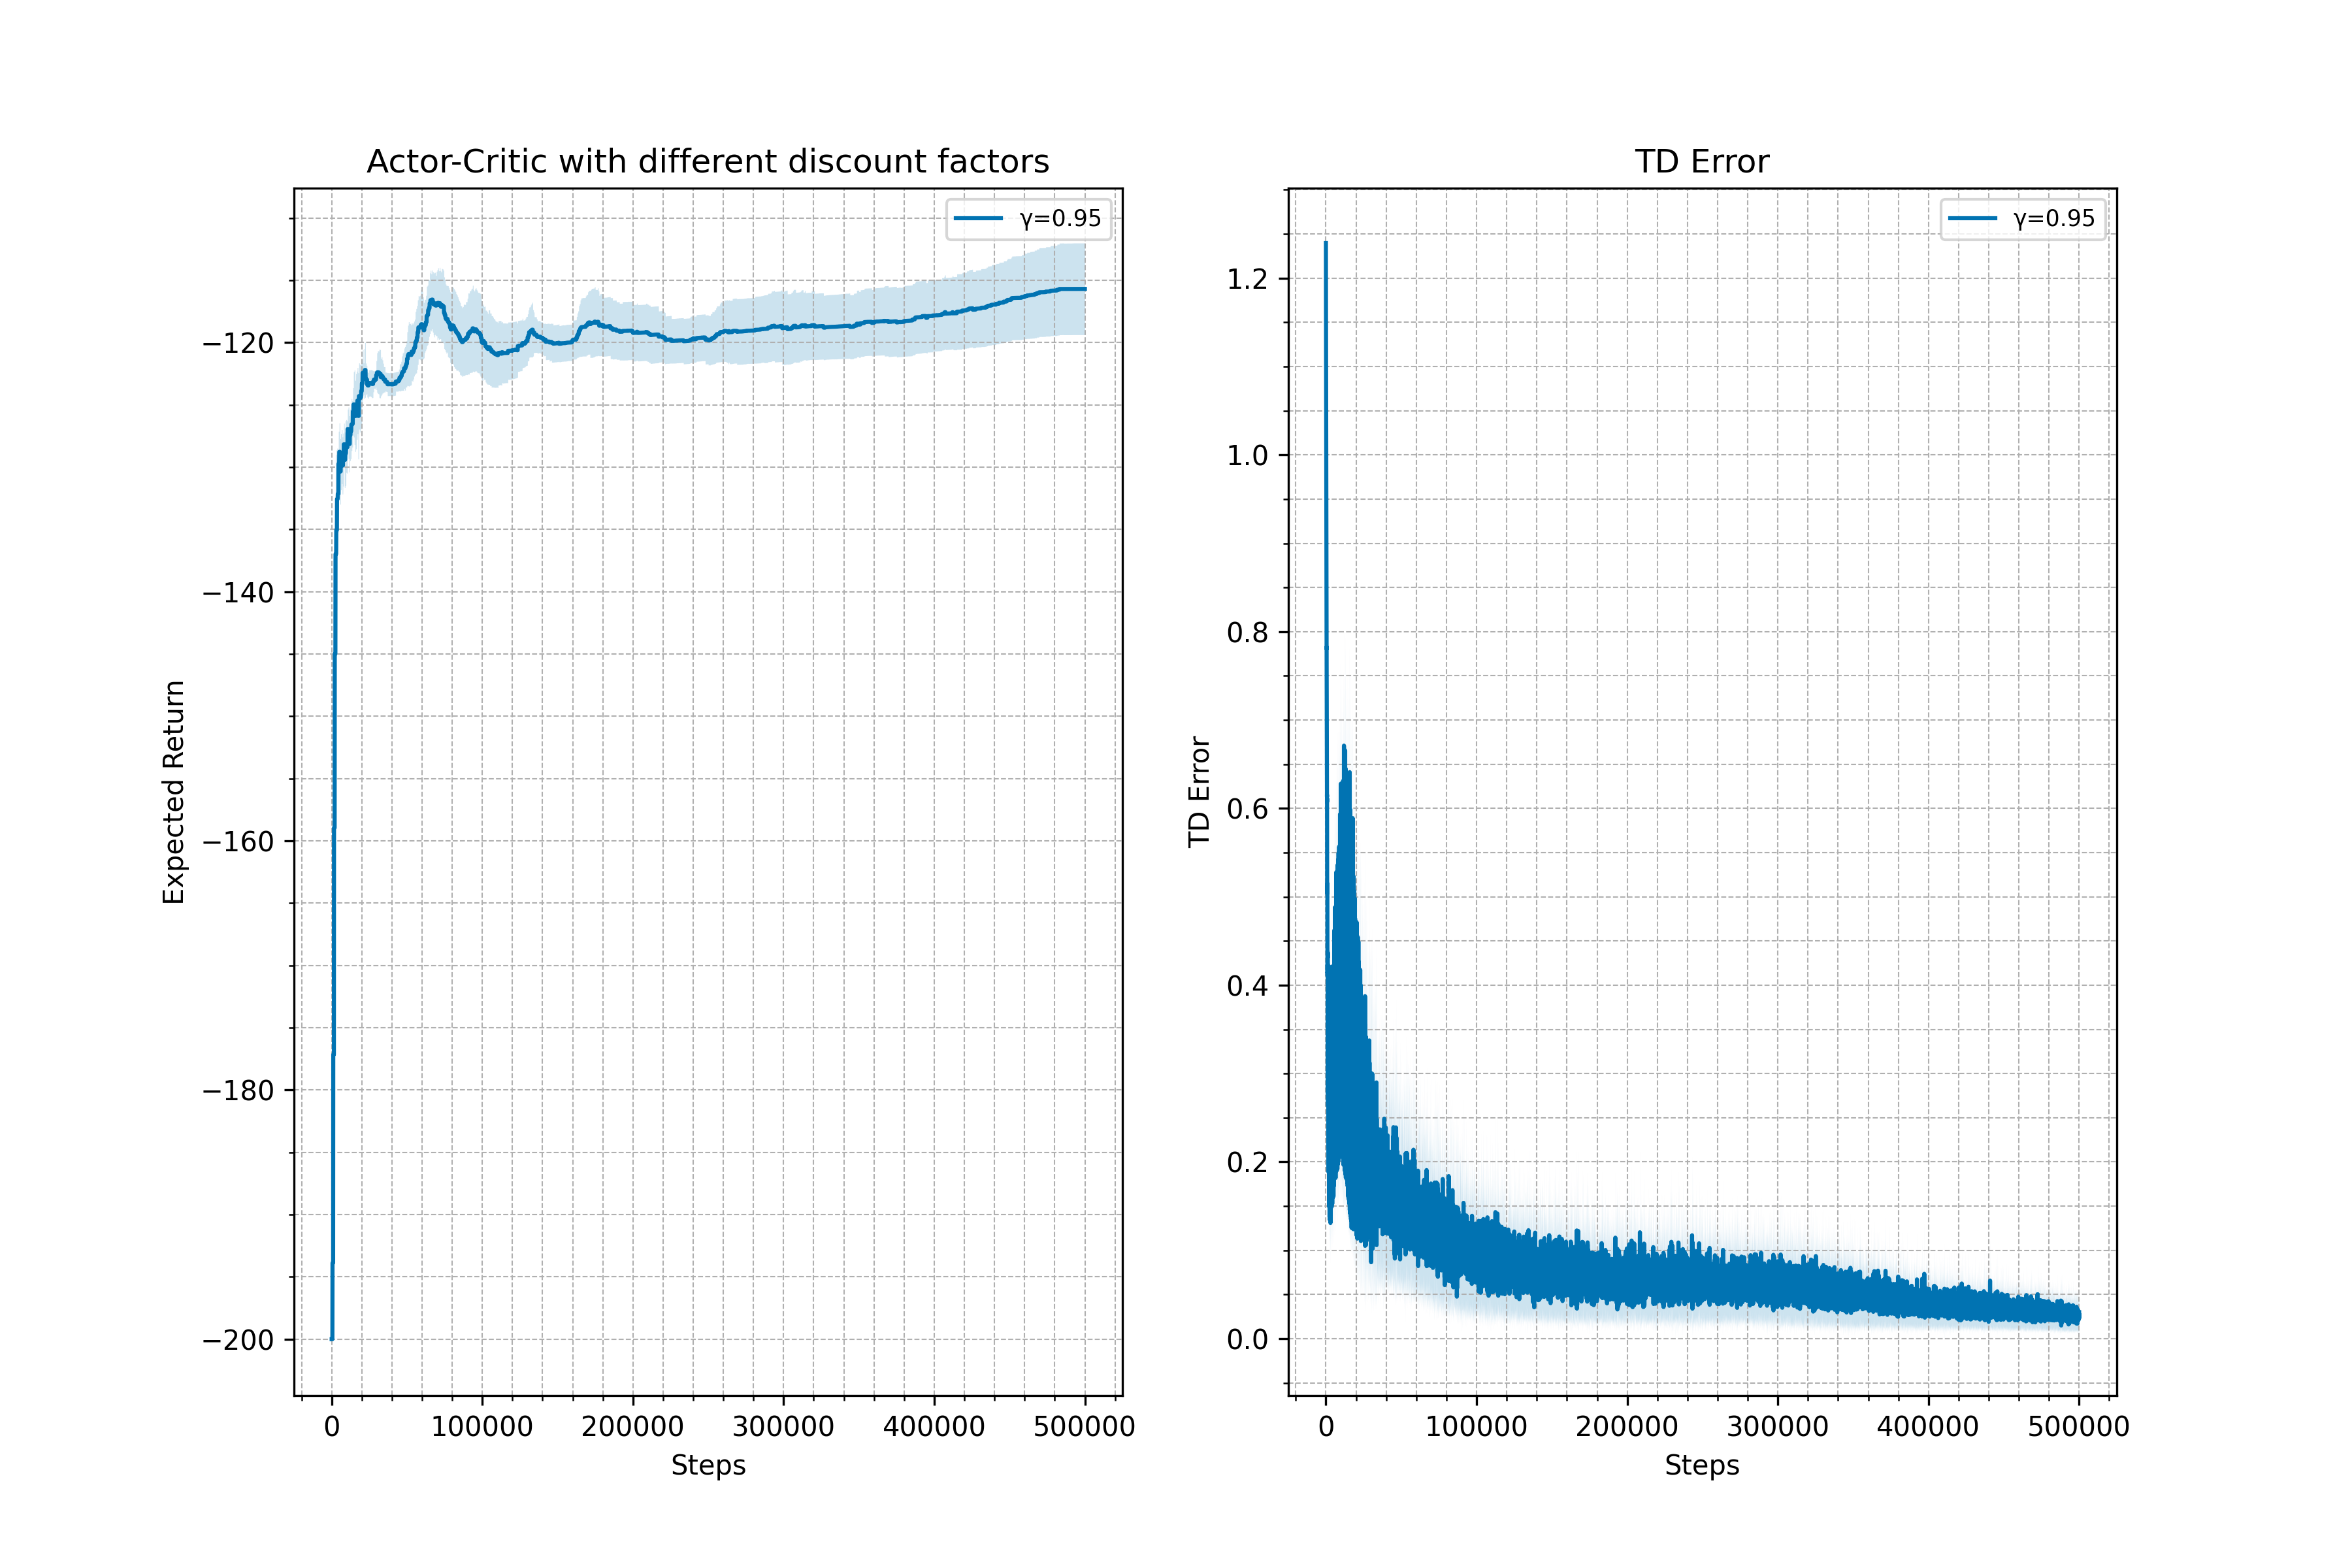 Actor-Critic with different discount factors
γ=0.95
−120
−140
−160
−180
−200
Expected Return
0 100000 200000 300000 400000 500000
Steps
TD Error
γ=0.95
1.2
1.0
0.8
0.6
0.4
0.2
0.0
TD Error
0 100000 200000 300000 400000 500000
Steps